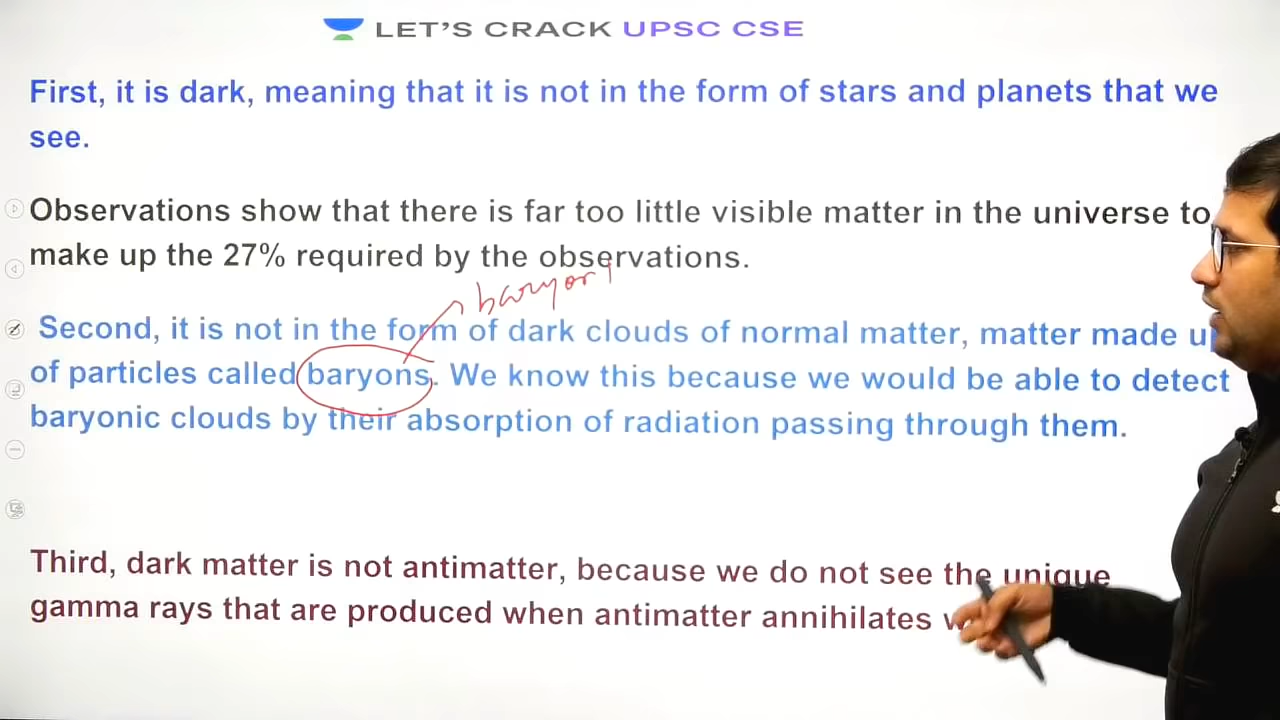 LET'S CRACK UPSC CSE
First, it is dark, meaning that it is not in the form of stars and planets that we
see.
Observations show that there is far too little visible matter in the universe to
make up the 27% required by the observations.
baryon
Second, it is not in the form of dark clouds of normal matter, matter made u
of particles called baryons. We know this because we would be able to detect
baryonic clouds by their absorption of radiation passing through them.
Third, dark matter is not antimatter, because we do not see the unique
gamma rays that are produced when antimatter annihilates